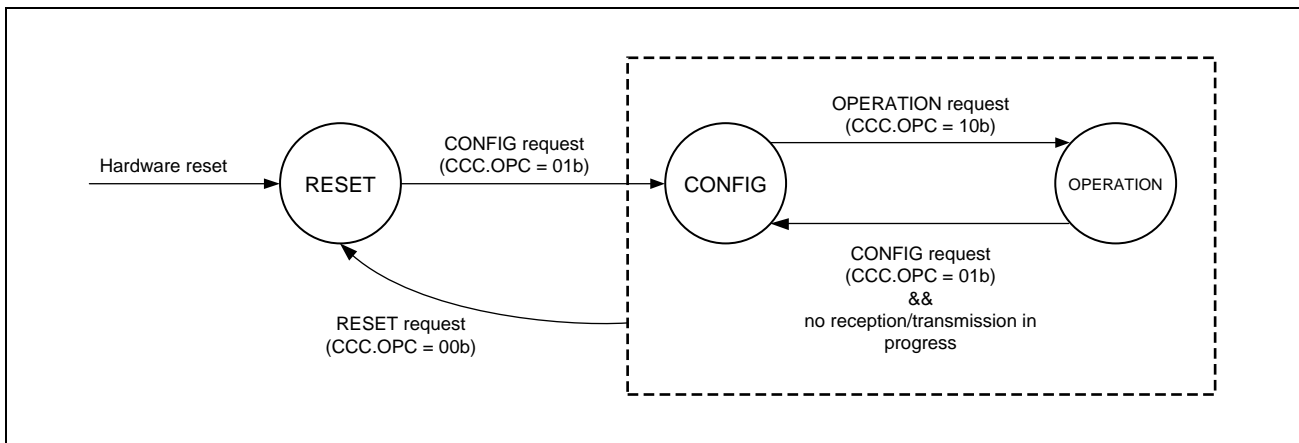 Hardware reset
RESET
CONFIG request
(CCC.OPC = 01b)
RESET request
(CCC.OPC = 00b)
CONFIG
OPERATION request
(CCC.OPC = 10b)
OPERATION
CONFIG request
(CCC.OPC = 01b)
&&
no reception/transmission in
progress